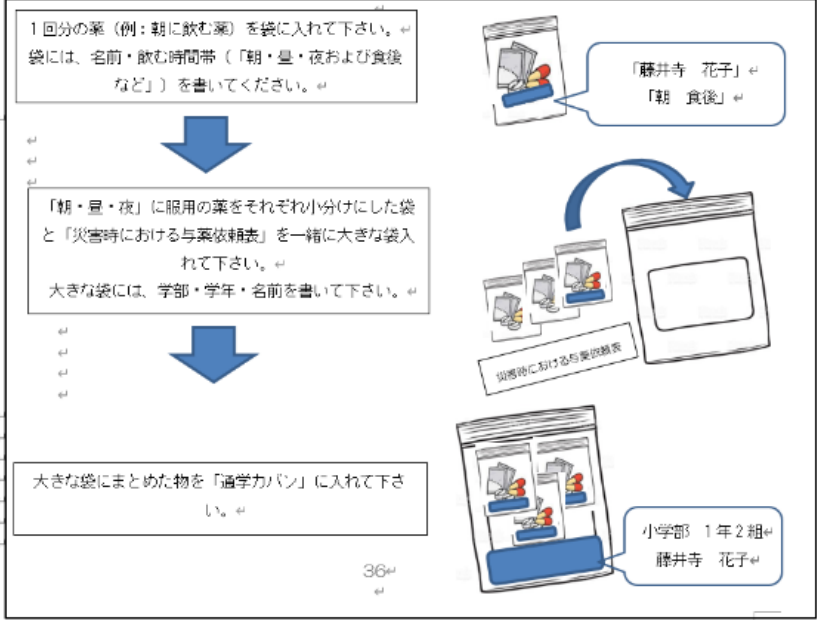 １回分の薬（例：朝に飲む薬）を袋に入れて下さい。
袋には、名前・飲む時間帯（「朝・昼・夜および食後
など」）を書いてください。
「藤井寺　花子」
「朝　食後」
「朝・昼・夜」に服用の薬をそれぞれ小分けにした袋
と「災害時における与薬依頼表」を一緒に大きな袋入
れて下さい。
大きな袋には、学部・学年・名前を書いて下さい。
災害時における与薬依頼表
大きな袋にまとめた物を「通学カバン」に入れて下さ
い。
小学部　１年２組
藤井寺　花子
36